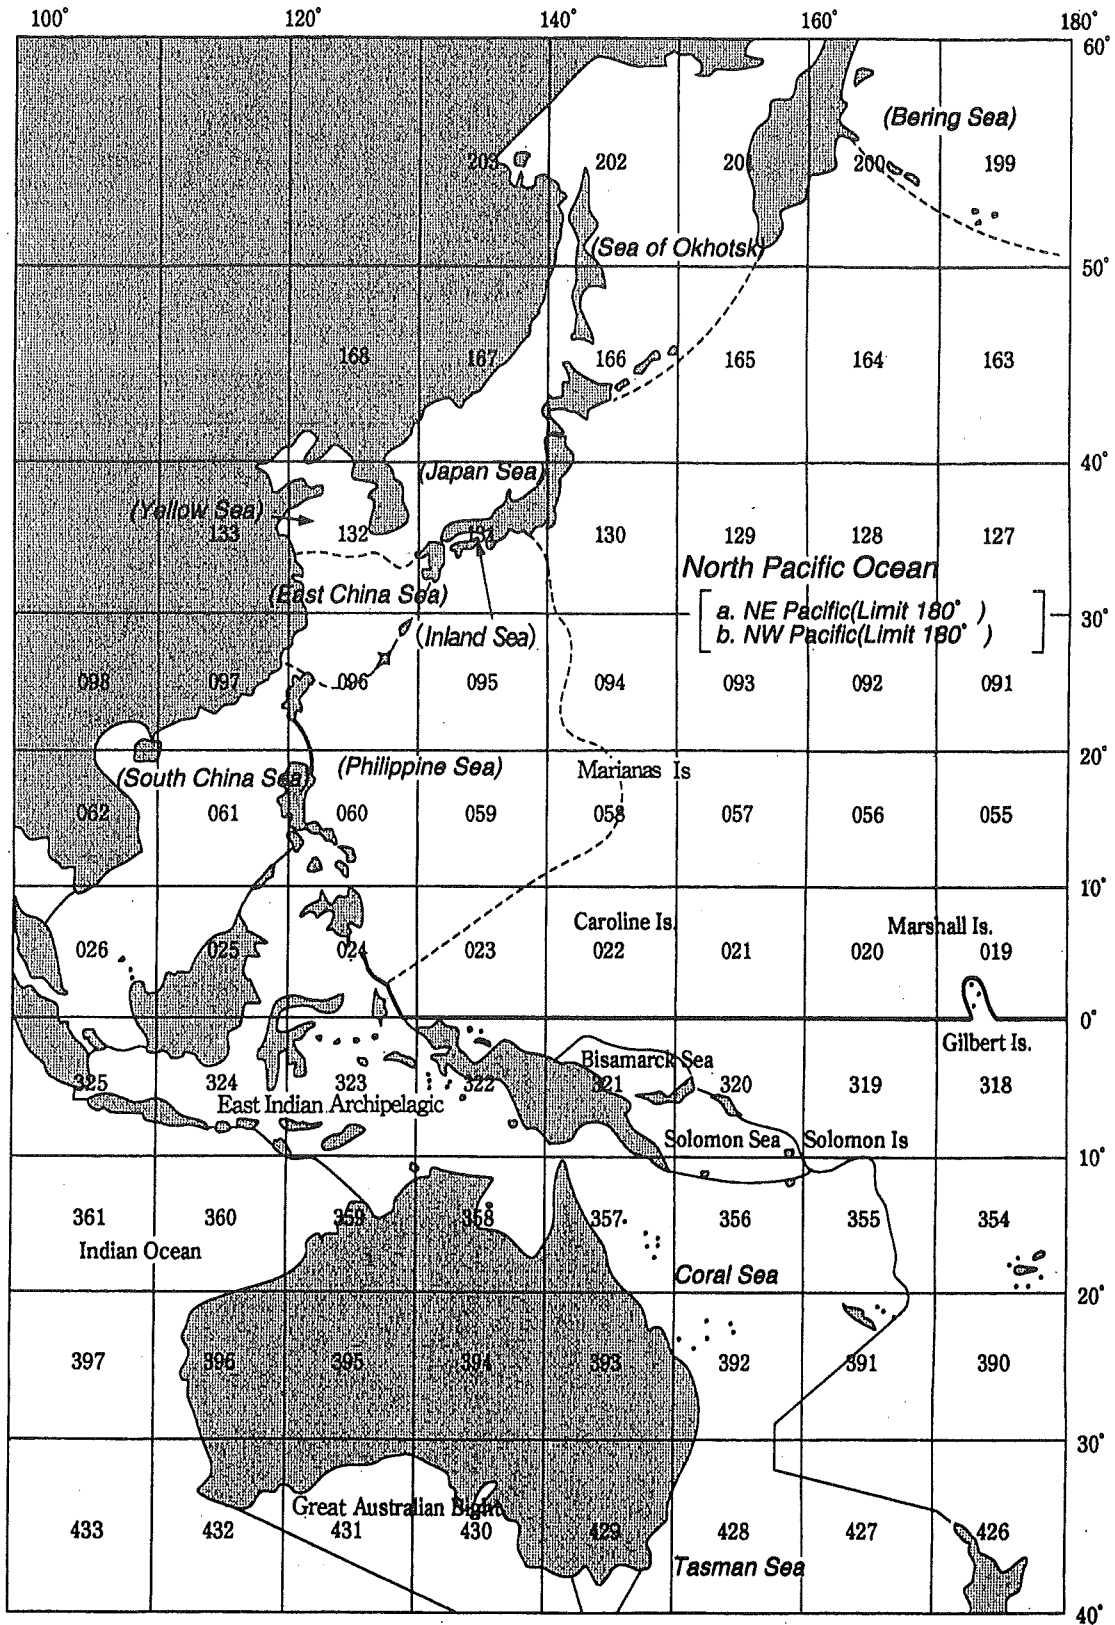 100° 120° 140° 160° 180°
60°
(Bering Sea)
203 202 201 200 199
(Sea of Okhotsk)
50°
168 167 166 165 164 163
(Japan Sea)
40°
(Yellow Sea)
133 132 131 130 129 128 127
North Pacific Ocean
(East China Sea)
a. NE Pacific(Limit 180° )
30°
(Inland Sea)
b. NW Pacific(Limit 180° )
098 097 096 095 094 093 092 091
20°
(South China Sea) (Philippine Sea) Marianas Is
062 061 060 059 058 057 056 055
10°
Caroline Is. Marshall Is.
026 025 024 023 022 021 020 019
0°
Gilbert Is.
Bisamarck Sea
325 324 323 322 321 320 319 318
East Indian Archipelagic
Solomon Sea Solomon Is
10°
361 360 359 358 357 356 355 354
Indian Ocean
Coral Sea
20°
397 396 395 394 393 392 391 390
30°
Great Australian Bight
433 432 431 430 429 428 427 426
Tasman Sea
40°